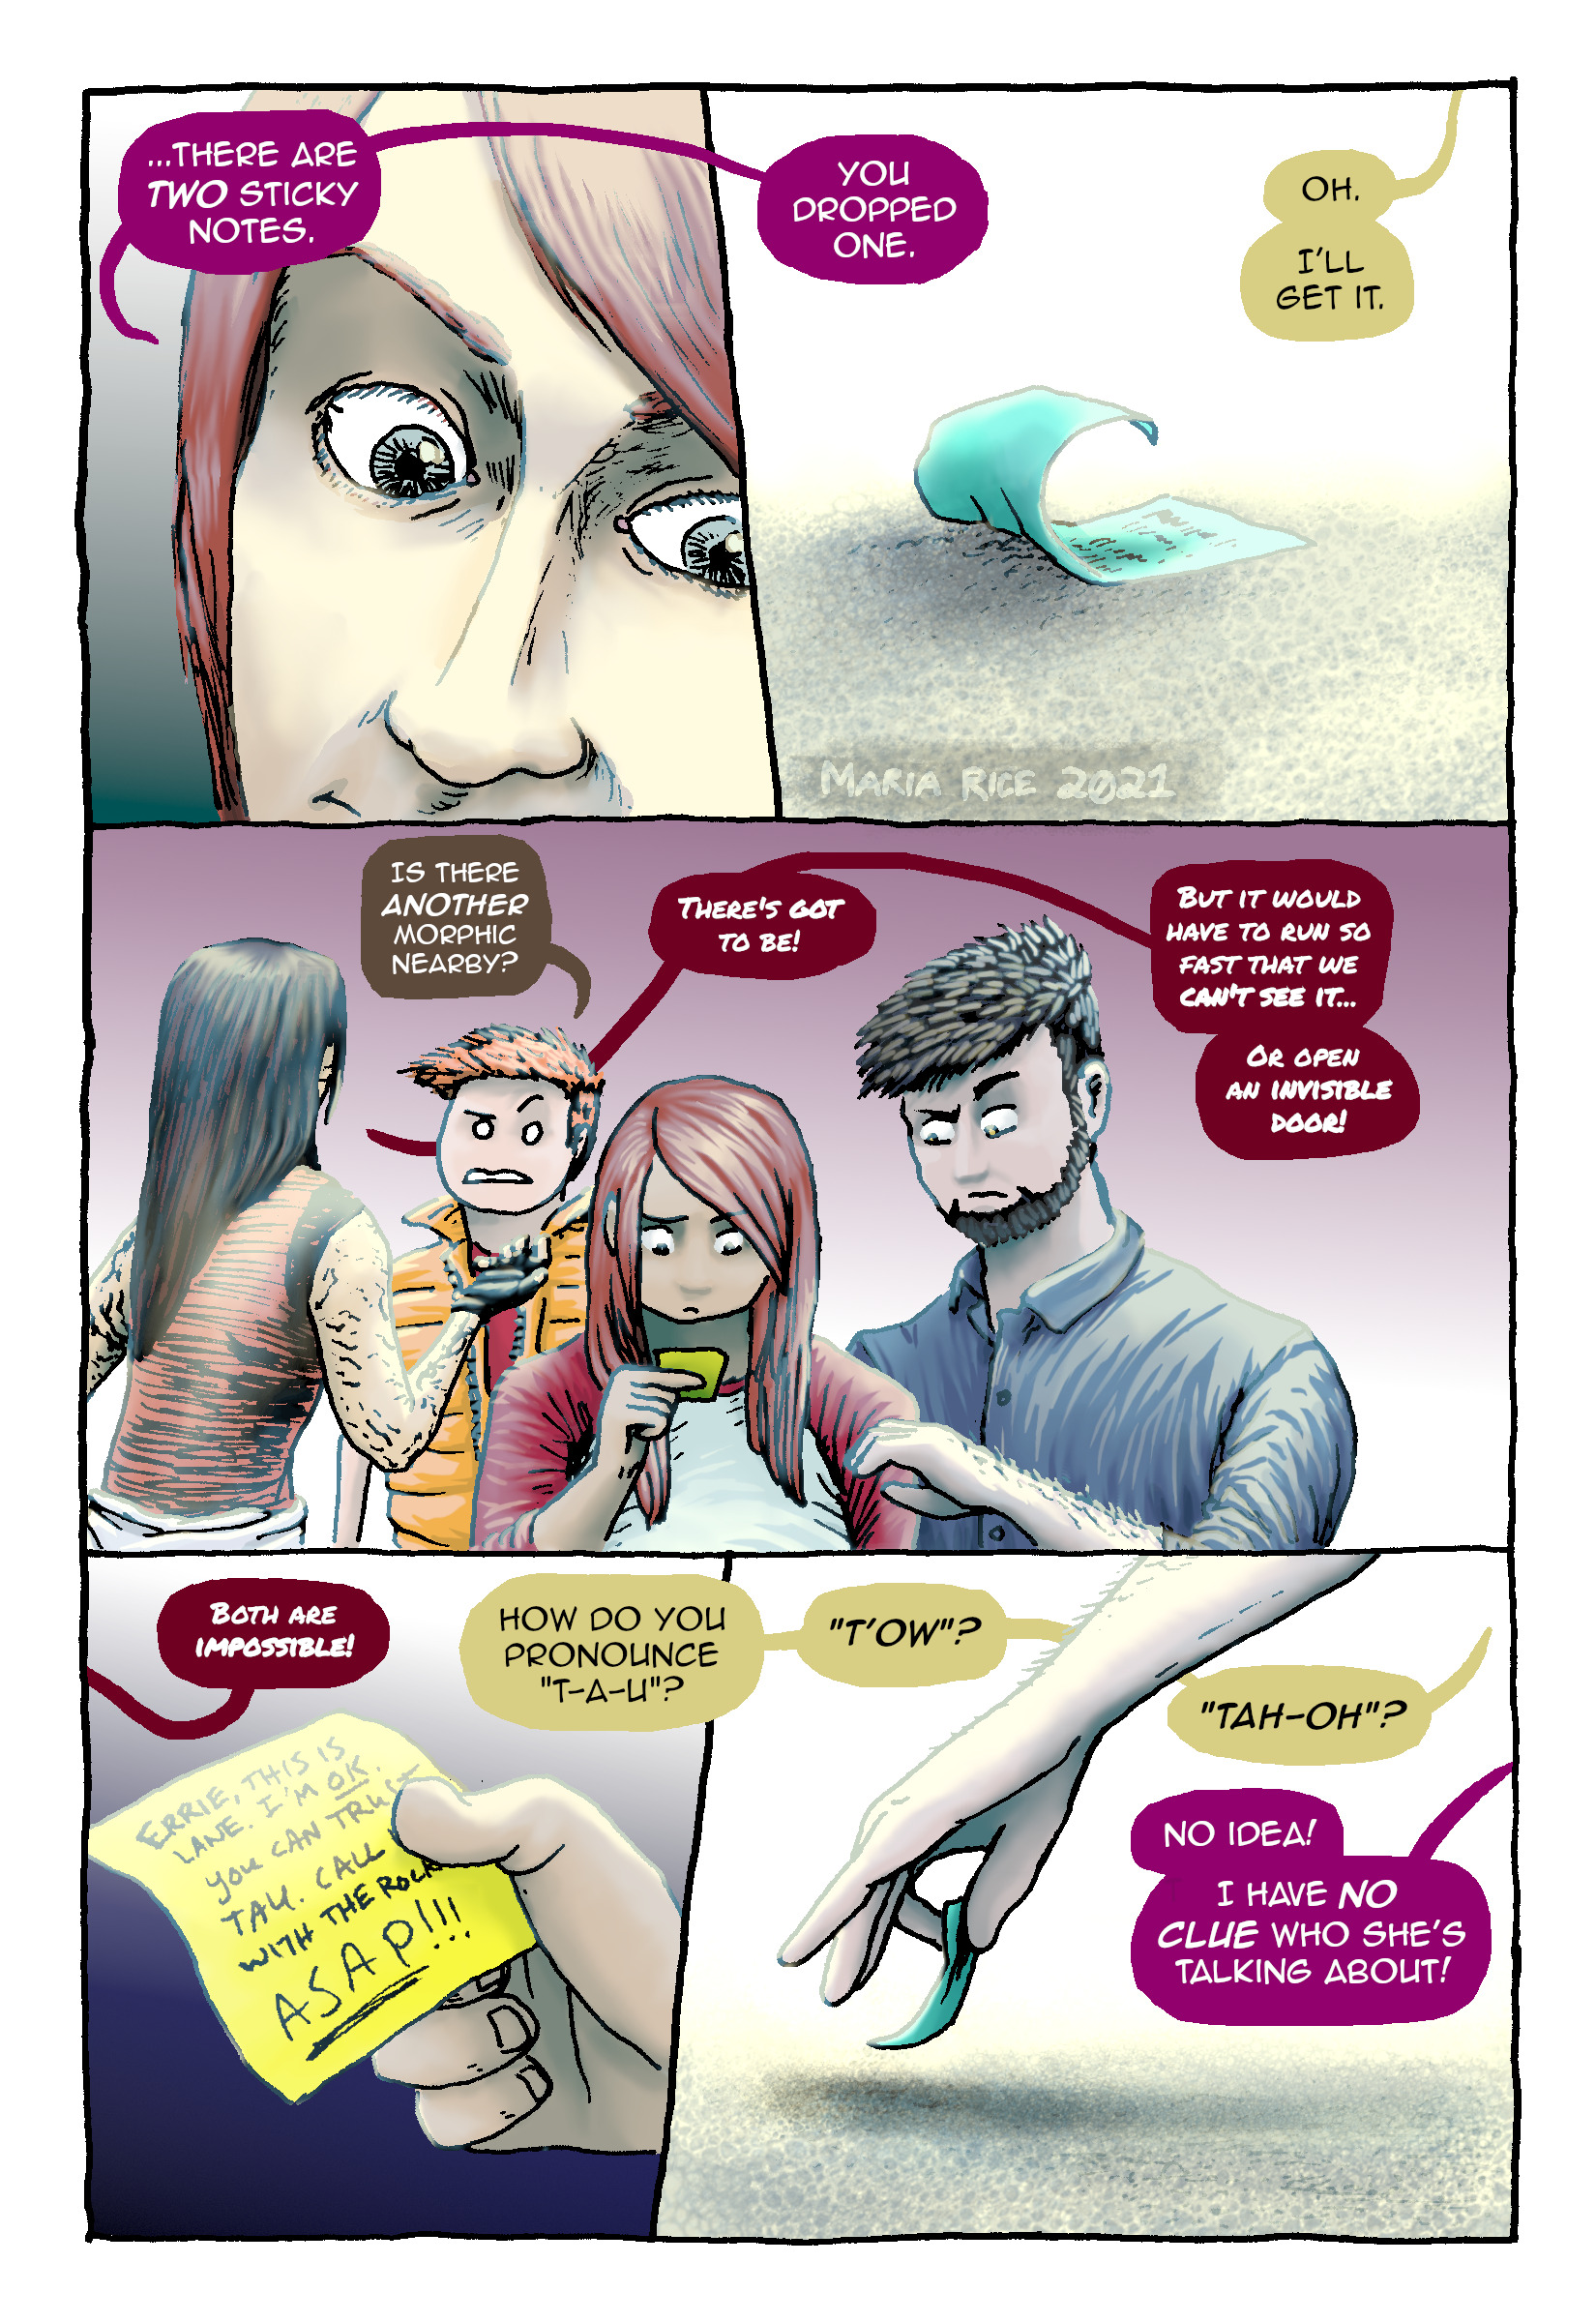 ...THERE ARE
TWO STICKY
NOTES.
YOU
DROPPED
ONE.
OH.
I'LL
GET IT.
MARIA RICE 2021
IS THERE
ANOTHER
MORPHIC
NEARBY?
THERE'S GOT
TO BE!
BUT IT WOULD
HAVE TO RUN SO
FAST THAT WE
CAN'T SEE IT...
OR OPEN
AN INVISIBLE
DOOR!
BOTH ARE
IMPOSSIBLE!
HOW DO YOU
PRONOUNCE
"T-A-U"?
"T'OW"?
"TAH-OH"?
ERRIE, THIS IS
LANE. I'M OK.
YOU CAN TRUST
TAU. CALL
WITH THE ROCK
ASAP!!!
NO IDEA!
I HAVE NO
CLUE WHO SHE'S
TALKING ABOUT!